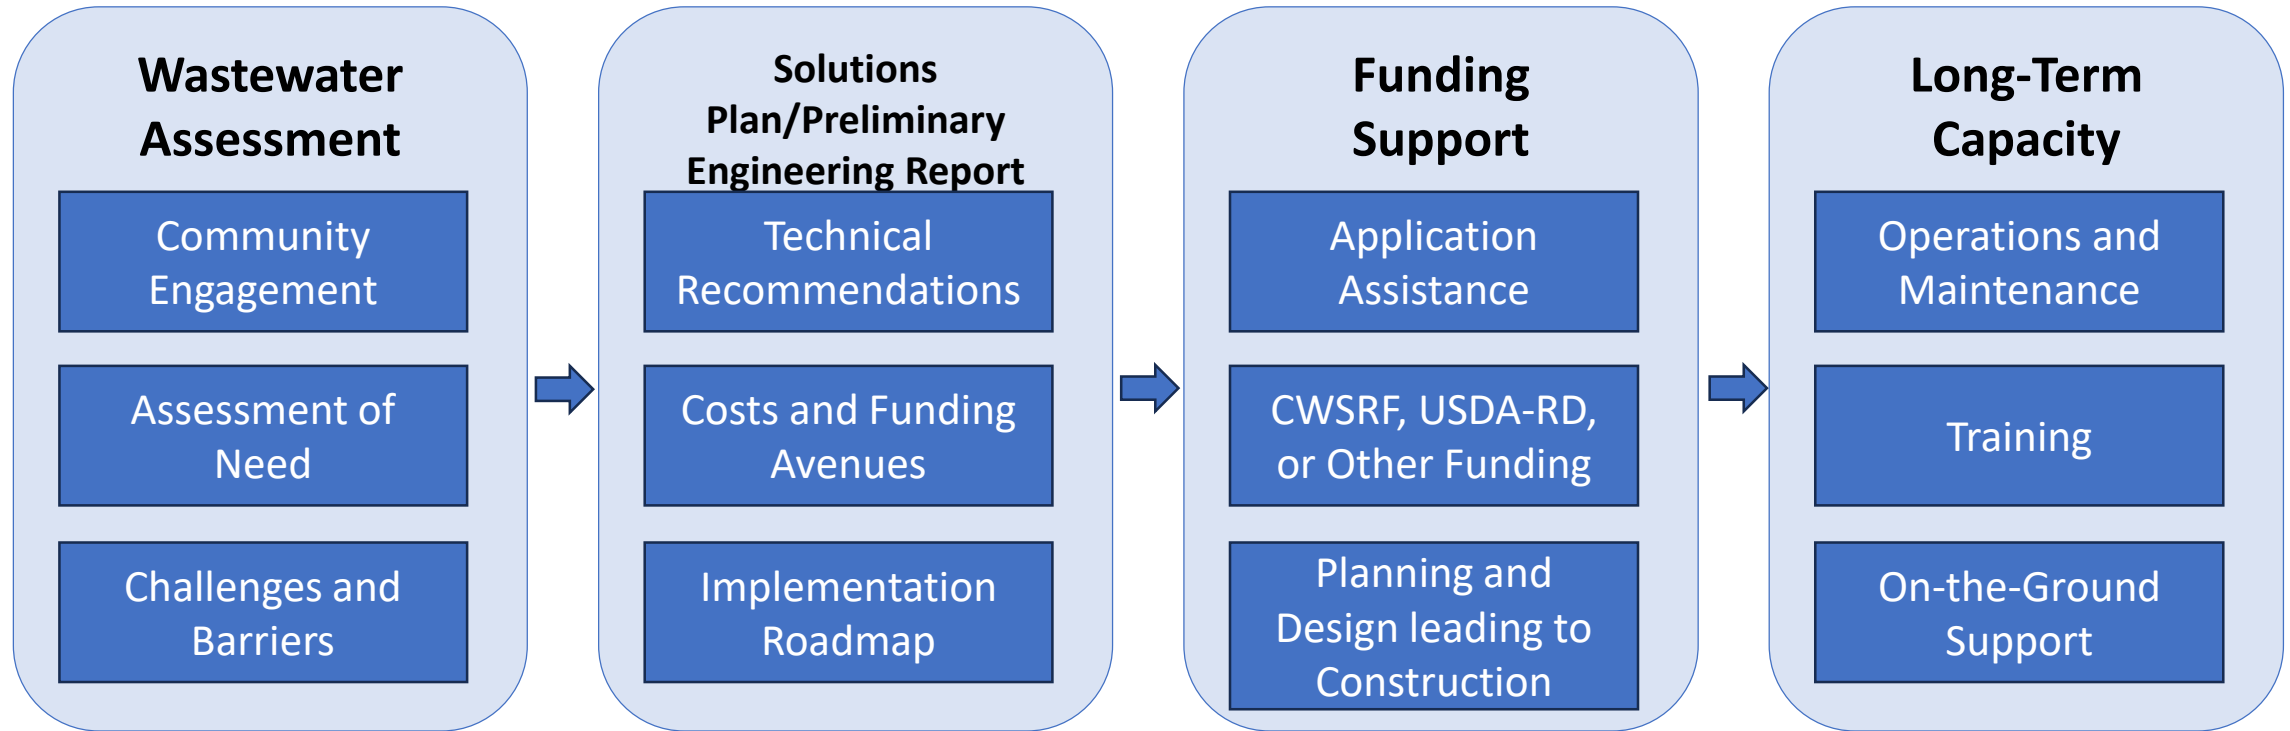 Wastewater
Assessment
Community
Engagement
Assessment of
Need
Challenges and
Barriers
Solutions
Plan/Preliminary
Engineering Report
Technical
Recommendations
Costs and Funding
Avenues
Implementation
Roadmap
Funding
Support
Application
Assistance
CWSRF, USDA-RD,
or Other Funding
Planning and
Design leading to
Construction
Long-Term
Capacity
Operations and
Maintenance
Training
On-the-Ground
Support